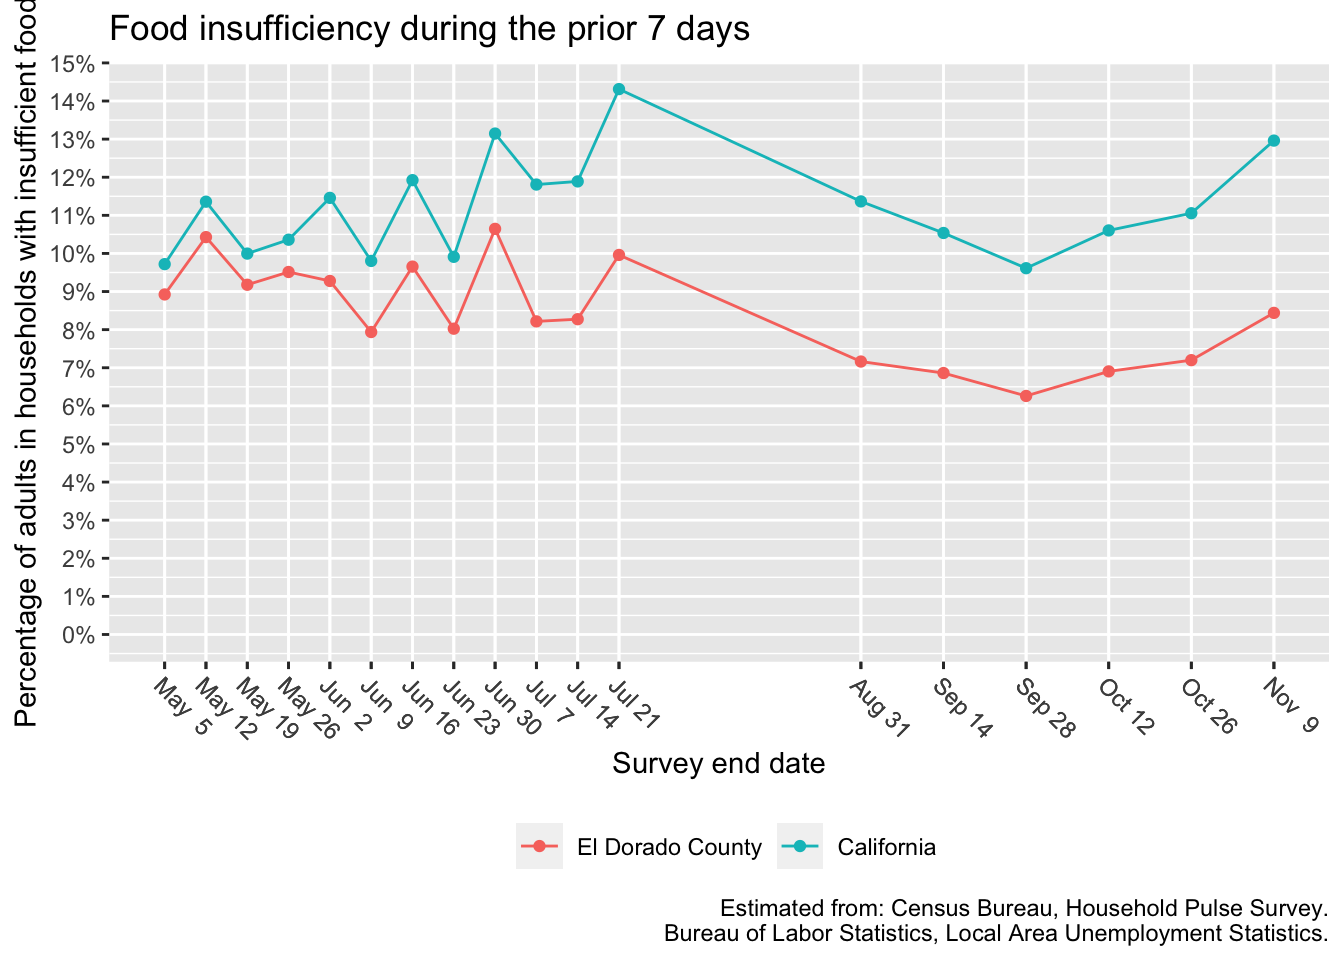 Food insufficiency during the prior 7 days
Percentage of adults in households with insufficient food
15%
14%
13%
12%
11%
10%
9%
8%
7%
6%
5%
4%
3%
2%
1%
0%
May 5
May 12
May 19
May 26
Jun 2
Jun 9
Jun 16
Jun 23
Jun 30
Jul 7
Jul 14
Jul 21
Aug 31
Sep 14
Sep 28
Oct 12
Oct 26
Nov 9
Survey end date
El Dorado County
California
Estimated from: Census Bureau, Household Pulse Survey.
Bureau of Labor Statistics, Local Area Unemployment Statistics.